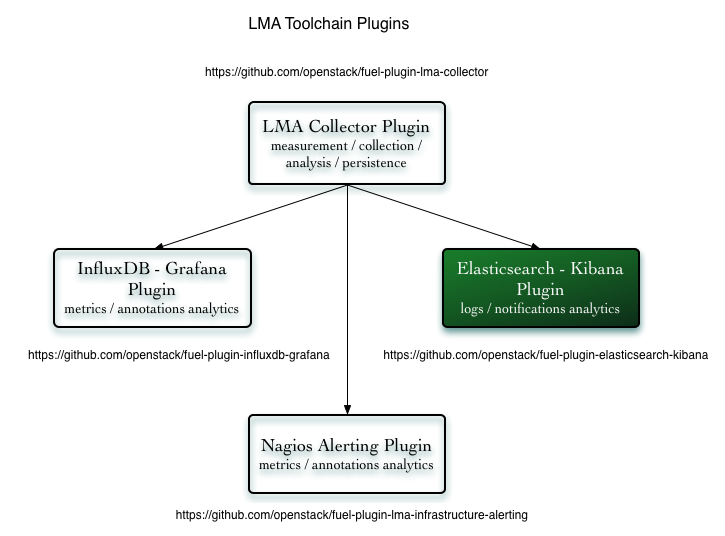 LMA Toolchain Plugins
https://github.com/openstack/fuel-plugin-lma-collector
LMA Collector Plugin
measurement / collection /
analysis / persistence
InfluxDB - Grafana
Plugin
metrics / annotations analytics
https://github.com/openstack/fuel-plugin-influxdb-grafana
Elasticsearch - Kibana
Plugin
logs / notifications analytics
https://github.com/openstack/fuel-plugin-elasticsearch-kibana
Nagios Alerting Plugin
metrics / annotations analytics
https://github.com/openstack/fuel-plugin-lma-infrastructure-alerting